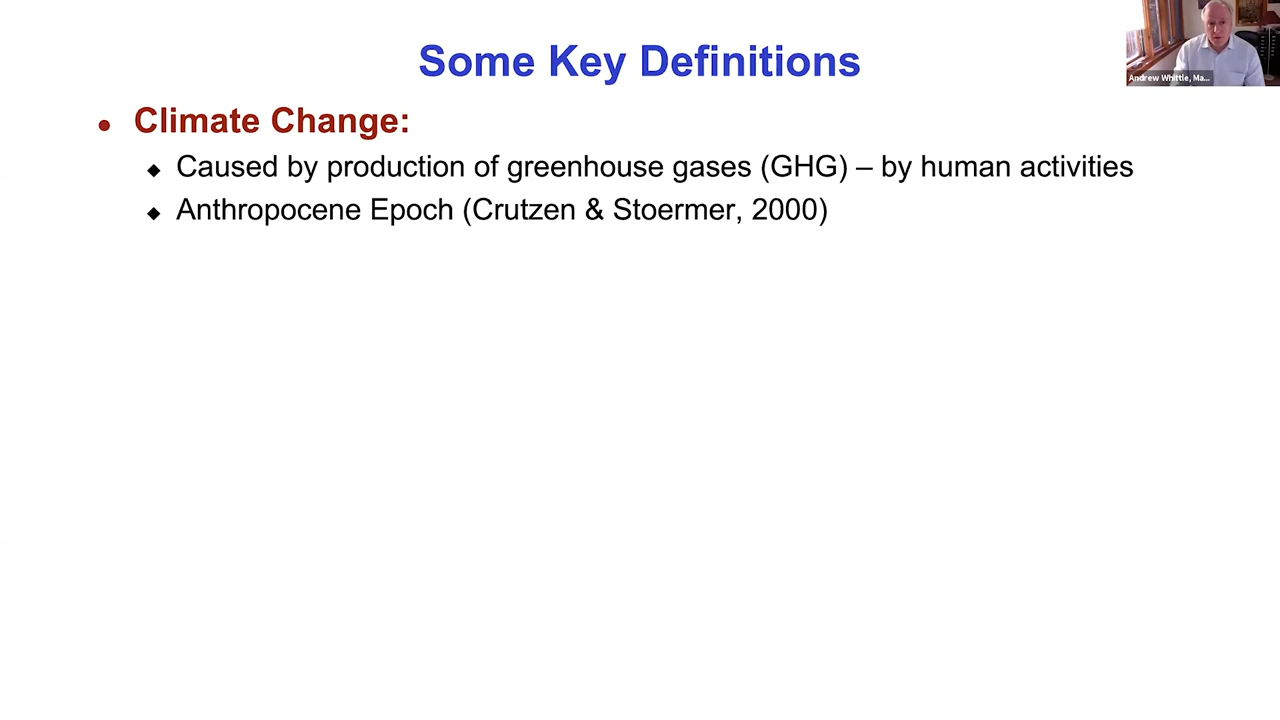 Some Key Definitions
Andrew Whittle, Ma...
• Climate Change:
◆ Caused by production of greenhouse gases (GHG) – by human activities
◆ Anthropocene Epoch (Crutzen & Stoermer, 2000)